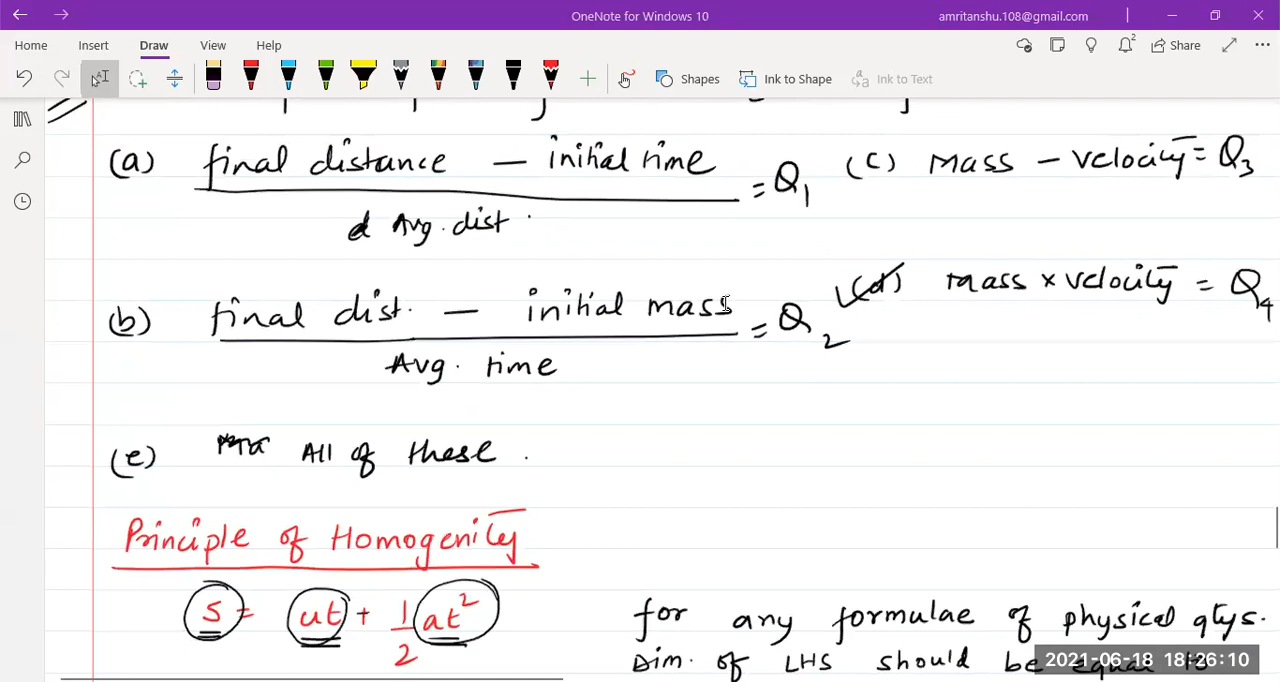 OneNote for Windows 10
amritanshu.108@gmail.com
Home Insert Draw View Help
Share
Shapes
Ink to Shape
Ink to Text
(a) final distance — initial time = Q1
Avg. dist.
(c) Mass - velocity = Q3
(b) final dist. — initial mass = Q2
Avg. time
(d) Mass x velocity = Q4
(e) All of these.
Principle of Homogenity
s = ut + 1/2 at²
for any formulae of physical qtys.
Dim. of LHS should be equal to
2021-06-18 18:26:10